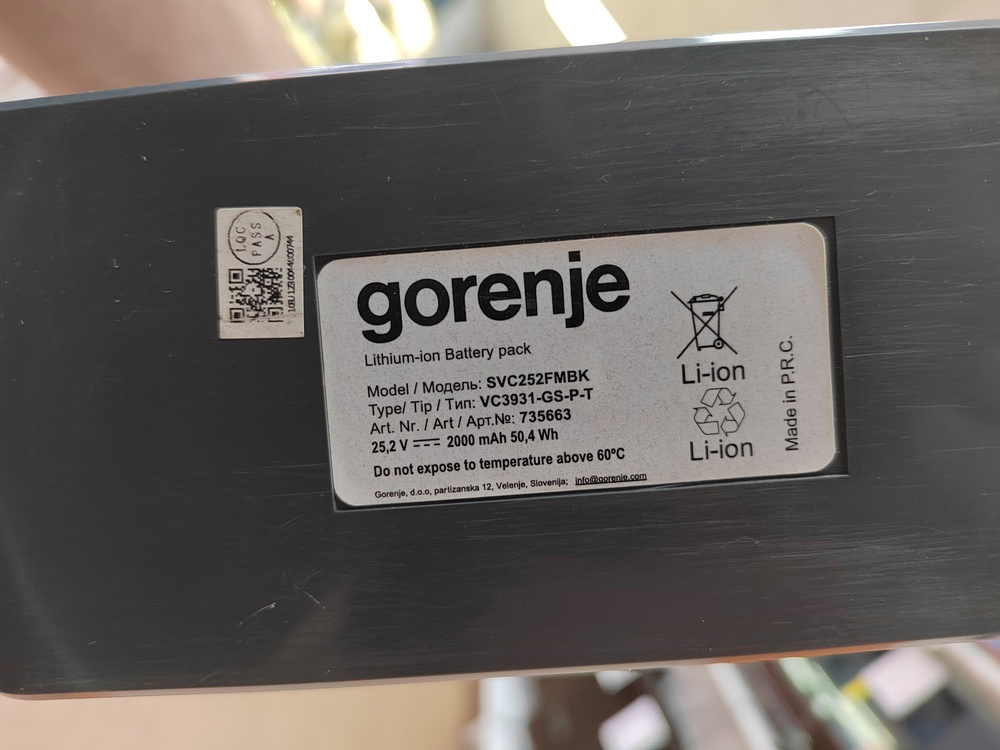 I.QC
PASS
A
gorenje
Lithium-ion Battery pack
Model / Модель: SVC252FMBK
Type/ Tip / Тип: VC3931-GS-P-T
Art. Nr. / Art / Арт.№: 735663
25,2 V 2000 mAh 50,4 Wh
Do not expose to temperature above 60ºC
Gorenje, d.o.o, partizanska 12, Velenje, Slovenija; info@gorenje.com
Li-ion
Li-ion
Made in P.R.C.